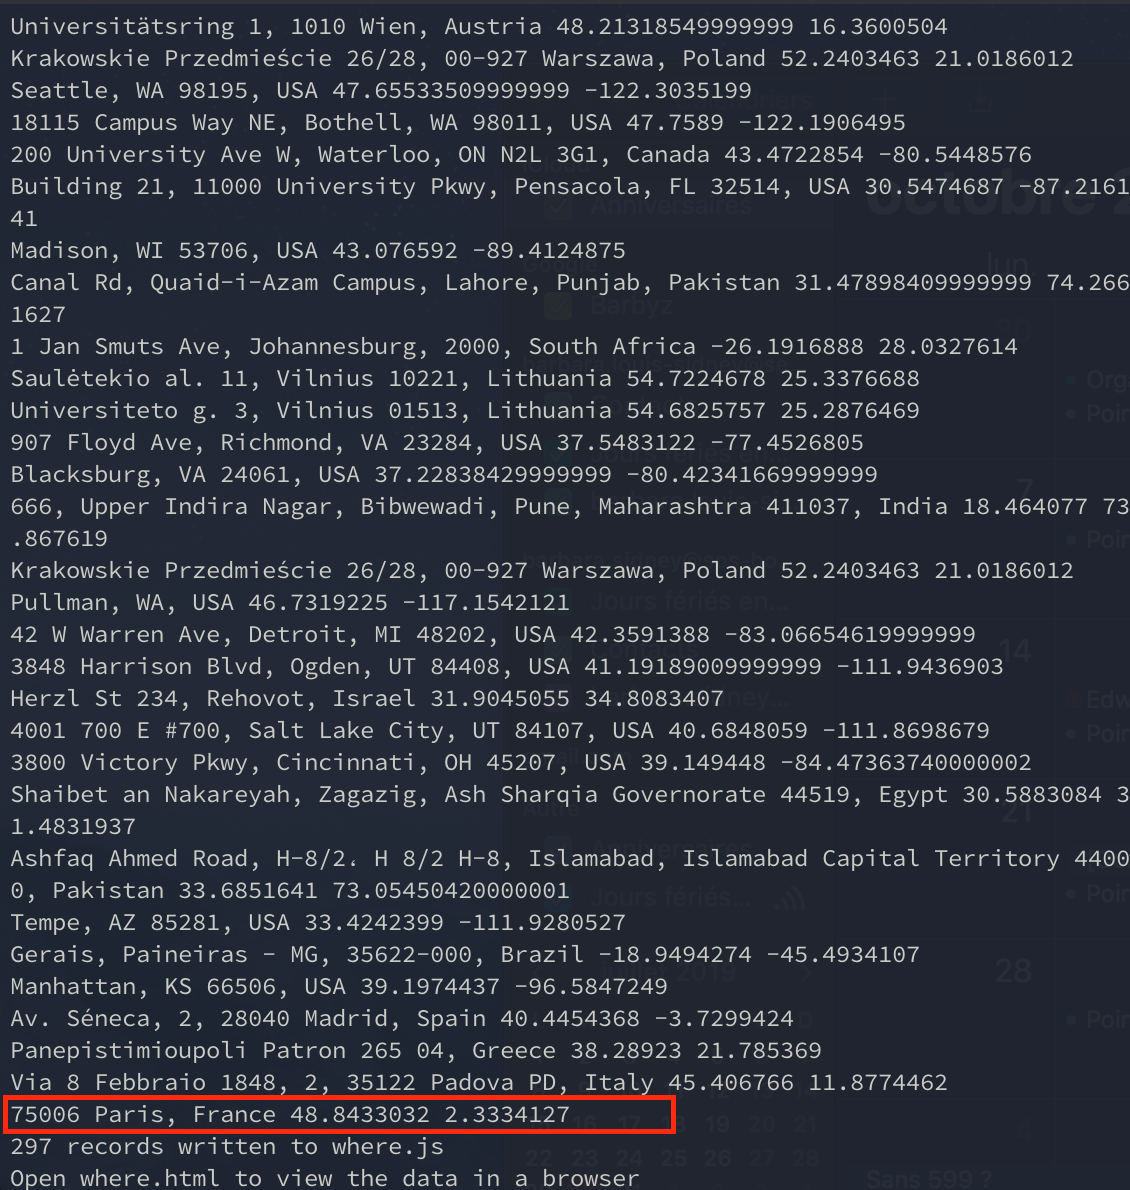 Universitätsring 1, 1010 Wien, Austria 48.21318549999999 16.3600504
Krakowskie Przedmieście 26/28, 00-927 Warszawa, Poland 52.2403463 21.0186012
Seattle, WA 98195, USA 47.65533509999999 -122.3035199
18115 Campus Way NE, Bothell, WA 98011, USA 47.7589 -122.1906495
200 University Ave W, Waterloo, ON N2L 3G1, Canada 43.4722854 -80.5448576
Building 21, 11000 University Pkwy, Pensacola, FL 32514, USA 30.5474687 -87.2161
41
Madison, WI 53706, USA 43.076592 -89.4124875
Canal Rd, Quaid-i-Azam Campus, Lahore, Punjab, Pakistan 31.47898409999999 74.266
1627
1 Jan Smuts Ave, Johannesburg, 2000, South Africa -26.1916888 28.0327614
Saulėtekio al. 11, Vilnius 10221, Lithuania 54.7224678 25.3376688
Universiteto g. 3, Vilnius 01513, Lithuania 54.6825757 25.2876469
907 Floyd Ave, Richmond, VA 23284, USA 37.5483122 -77.4526805
Blacksburg, VA 24061, USA 37.22838429999999 -80.42341669999999
666, Upper Indira Nagar, Bibwewadi, Pune, Maharashtra 411037, India 18.464077 73
.867619
Krakowskie Przedmieście 26/28, 00-927 Warszawa, Poland 52.2403463 21.0186012
Pullman, WA, USA 46.7319225 -117.1542121
42 W Warren Ave, Detroit, MI 48202, USA 42.3591388 -83.06654619999999
3848 Harrison Blvd, Ogden, UT 84408, USA 41.19189009999999 -111.9436903
Herzl St 234, Rehovot, Israel 31.9045055 34.8083407
4001 700 E #700, Salt Lake City, UT 84107, USA 40.6848059 -111.8698679
3800 Victory Pkwy, Cincinnati, OH 45207, USA 39.149448 -84.47363740000002
Shaibet an Nakareyah, Zagazig, Ash Sharqia Governorate 44519, Egypt 30.5883084 3
1.4831937
Ashfaq Ahmed Road, H-8/2، H 8/2 H-8, Islamabad, Islamabad Capital Territory 4400
0, Pakistan 33.6851641 73.05450420000001
Tempe, AZ 85281, USA 33.4242399 -111.9280527
Gerais, Paineiras - MG, 35622-000, Brazil -18.9494274 -45.4934107
Manhattan, KS 66506, USA 39.1974437 -96.5847249
Av. Séneca, 2, 28040 Madrid, Spain 40.4454368 -3.7299424
Panepistimioupoli Patron 265 04, Greece 38.28923 21.785369
Via 8 Febbraio 1848, 2, 35122 Padova PD, Italy 45.406766 11.8774462
75006 Paris, France 48.8433032 2.3334127
297 records written to where.js
Open where.html to view the data in a browser